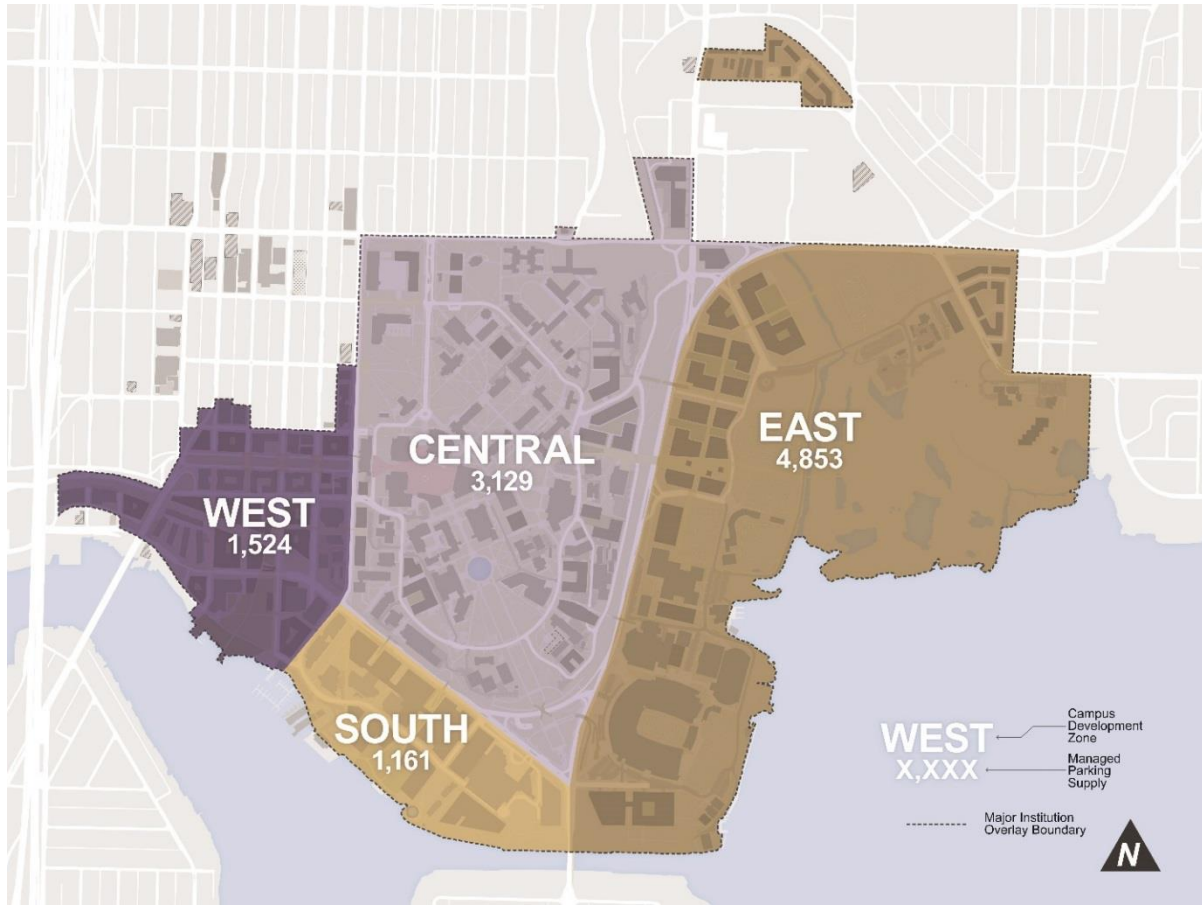 CENTRAL
3,129
EAST
4,853
WEST
1,524
SOUTH
1,161
WEST
X,XXX
Campus
Development
Zone
Managed
Parking
Supply
Major Institution
Overlay Boundary
N